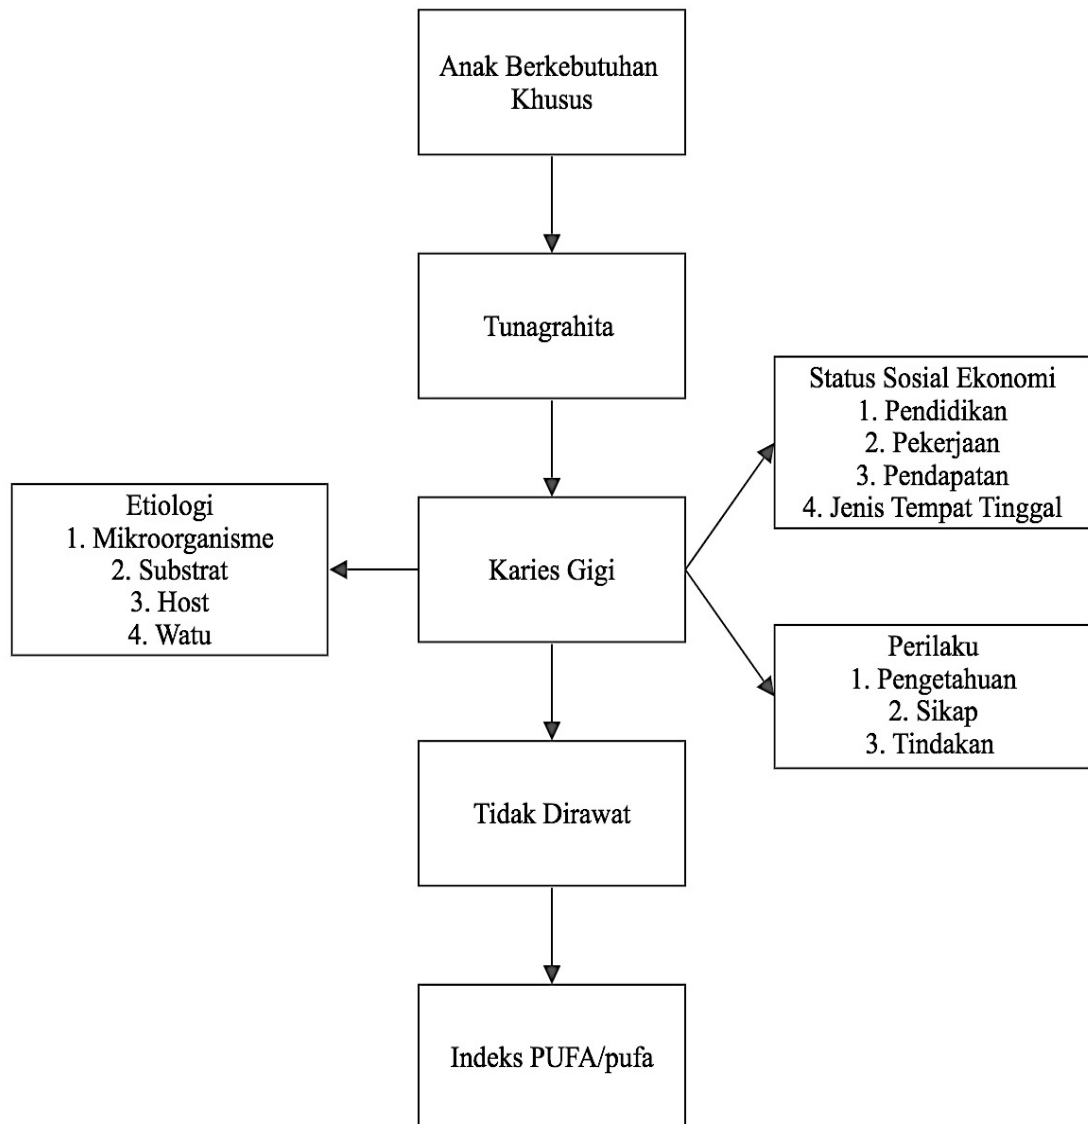 Anak Berkebutuhan
Khusus
Tunagrahita
Status Sosial Ekonomi
1. Pendidikan
2. Pekerjaan
3. Pendapatan
4. Jenis Tempat Tinggal
Etiologi
1. Mikroorganisme
2. Substrat
3. Host
4. Watu
Karies Gigi
Perilaku
1. Pengetahuan
2. Sikap
3. Tindakan
Tidak Dirawat
Indeks PUFA/pufa